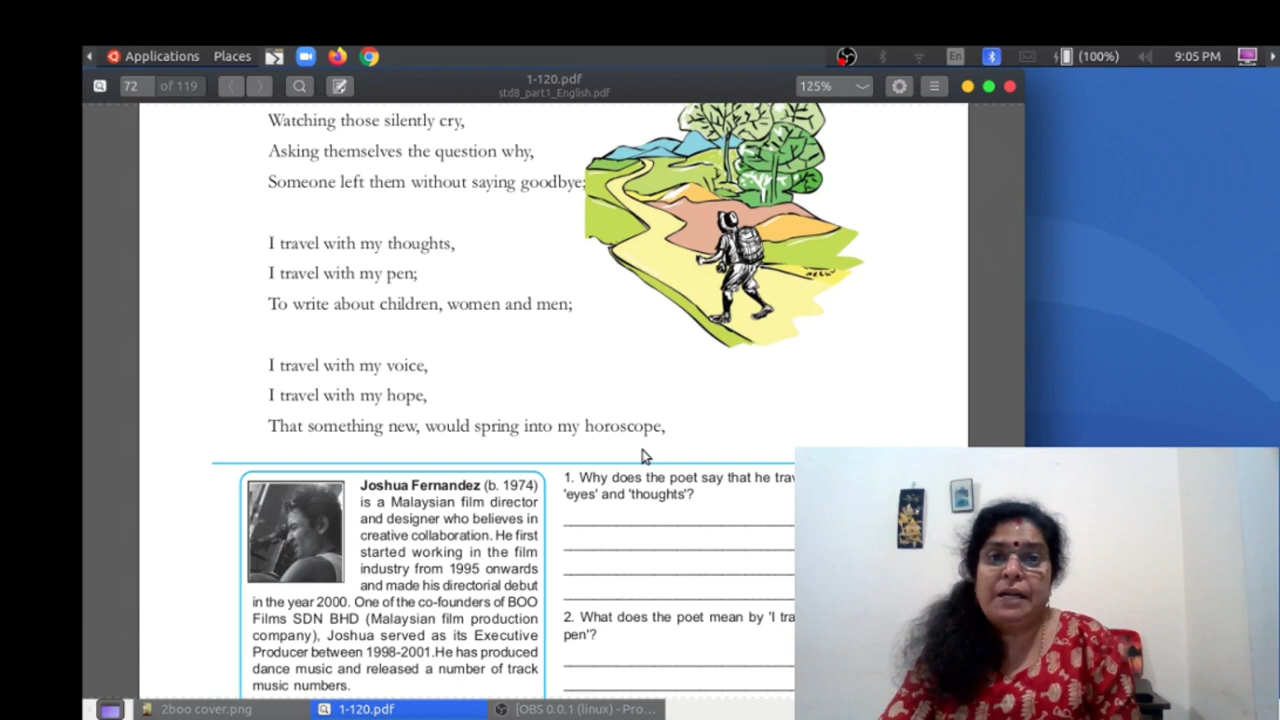 Applications Places En (100%) 9:05 PM
72 of 119 1-120.pdf 125%
std8_part1_English.pdf
Watching those silently cry,
Asking themselves the question why,
Someone left them without saying goodbye;
I travel with my thoughts,
I travel with my pen;
To write about children, women and men;
I travel with my voice,
I travel with my hope,
That something new, would spring into my horoscope,
Joshua Fernandez (b. 1974)
is a Malaysian film director
and designer who believes in
creative collaboration. He first
started working in the film
industry from 1995 onwards
and made his directorial debut
in the year 2000. One of the co-founders of BOO
Films SDN BHD (Malaysian film production
company), Joshua served as its Executive
Producer between 1998-2001.He has produced
dance music and released a number of track
music numbers.
1. Why does the poet say that he trav
'eyes' and 'thoughts'?
2. What does the poet mean by 'I tra
pen'?
2boo cover.png 1-120.pdf [OBS 0.0.1 (linux) - Pro...